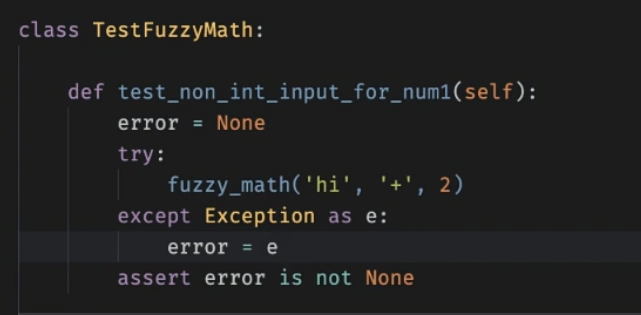 class TestFuzzyMath:
def test_non_int_input_for_num1(self):
error = None
try:
fuzzy_math('hi', '+', 2)
except Exception as e:
error = e
assert error is not None